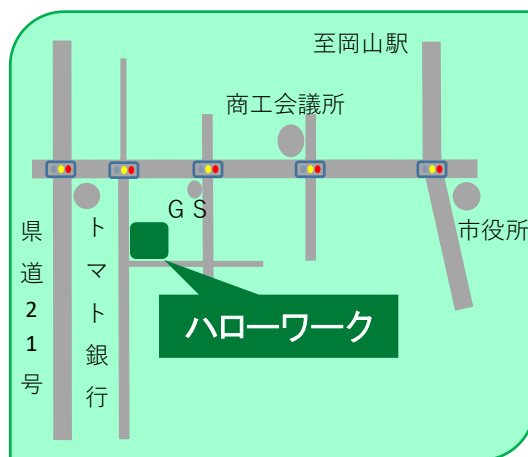 至岡山駅
商工会議所
ＧＳ
市役所
県道21号
トマト銀行
ハローワーク